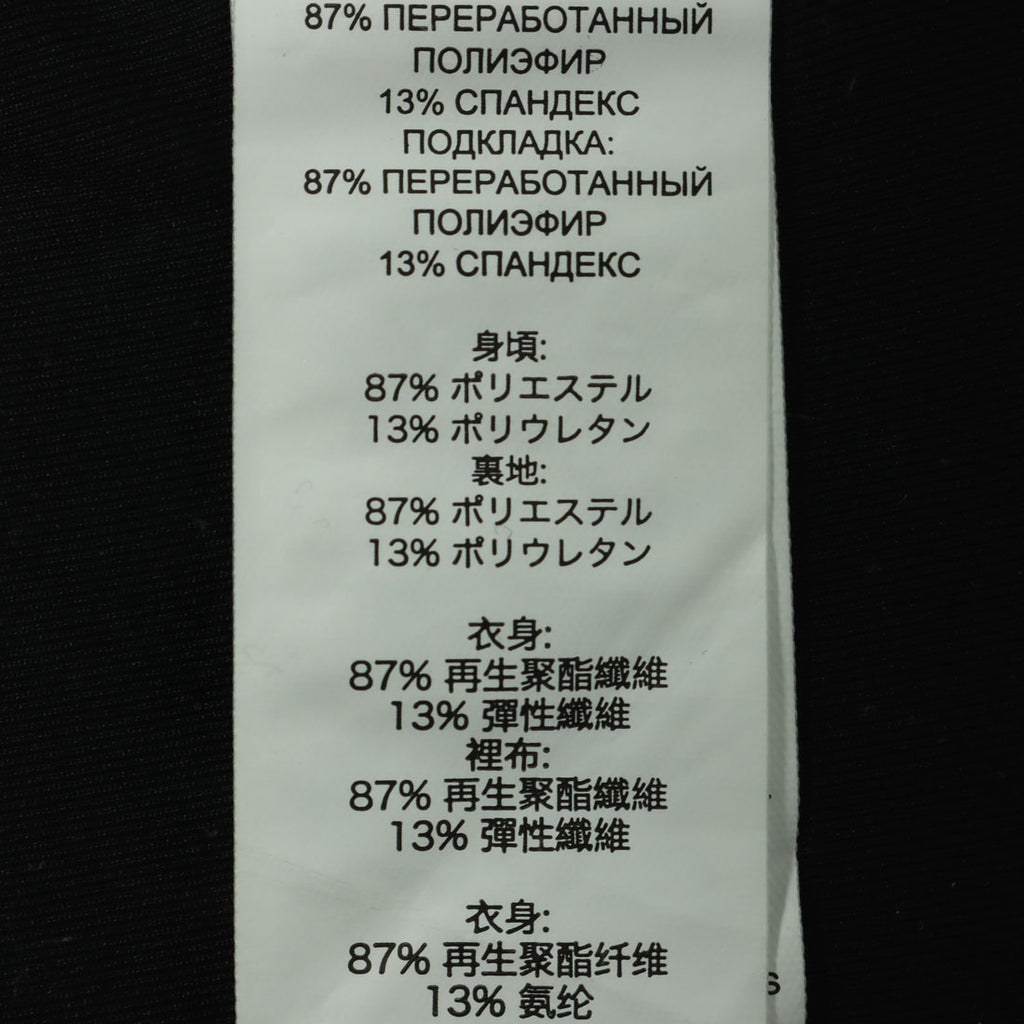 87% ПЕРЕРАБОТАННЫЙ
ПОЛИЭФИР
13% СПАНДЕКС
ПОДКЛАДКА:
87% ПЕРЕРАБОТАННЫЙ
ПОЛИЭФИР
13% СПАНДЕКС
身頃:
87% ポリエステル
13% ポリウレタン
裏地:
87% ポリエステル
13% ポリウレタン
衣身:
87% 再生聚酯纖維
13% 彈性纖維
裡布:
87% 再生聚酯纖維
13% 彈性纖維
衣身:
87% 再生聚酯纤维
13% 氨纶